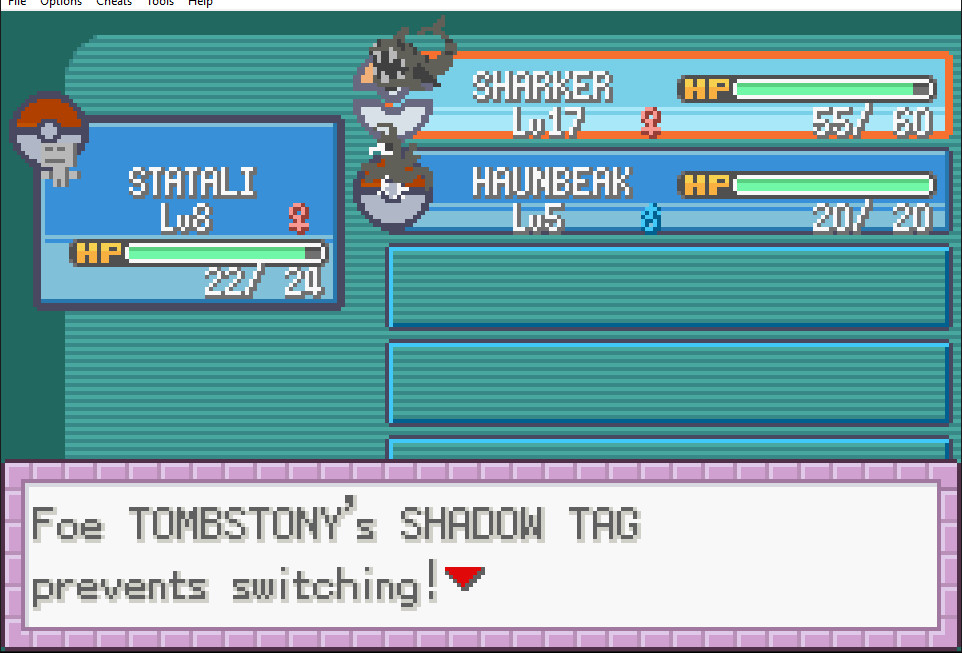 File Options Cheats Tools Help
STATALI
Lv8 ♀
HP
22/ 24
SHARKER HP
Lv17 ♀ 55/ 60
HAUNBEAK HP
Lv5 ♂ 20/ 20
Foe TOMBSTONY's SHADOW TAG
prevents switching!